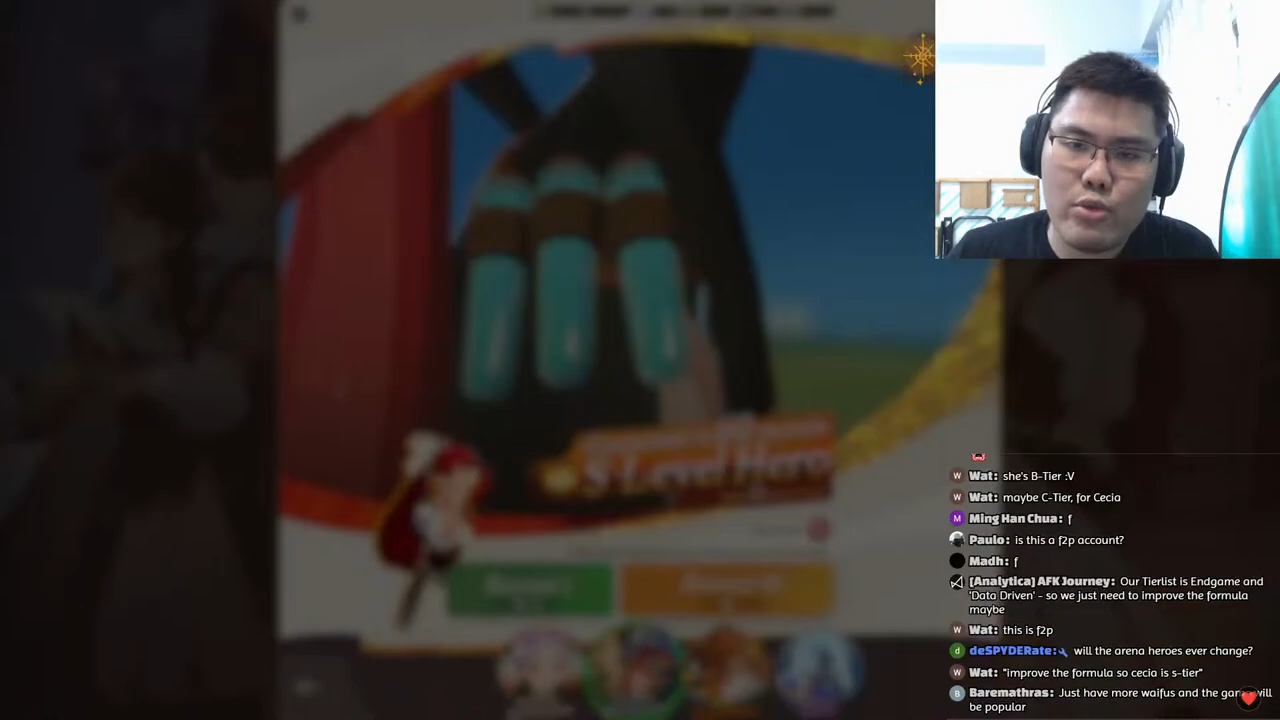 S-Level Hero
Wat: she's B-Tier :V
Wat: maybe C-Tier, for Cecia
Ming Han Chua: f
Paulo: is this a f2p account?
Madh: f
[Analytica] AFK Journey: Our Tierlist is Endgame and
'Data Driven' - so we just need to improve the formula
maybe
Wat: this is f2p
deSPYDERate: will the arena heroes ever change?
Wat: "improve the formula so cecia is s-tier"
Baremathras: Just have more waifus and the game will
be popular